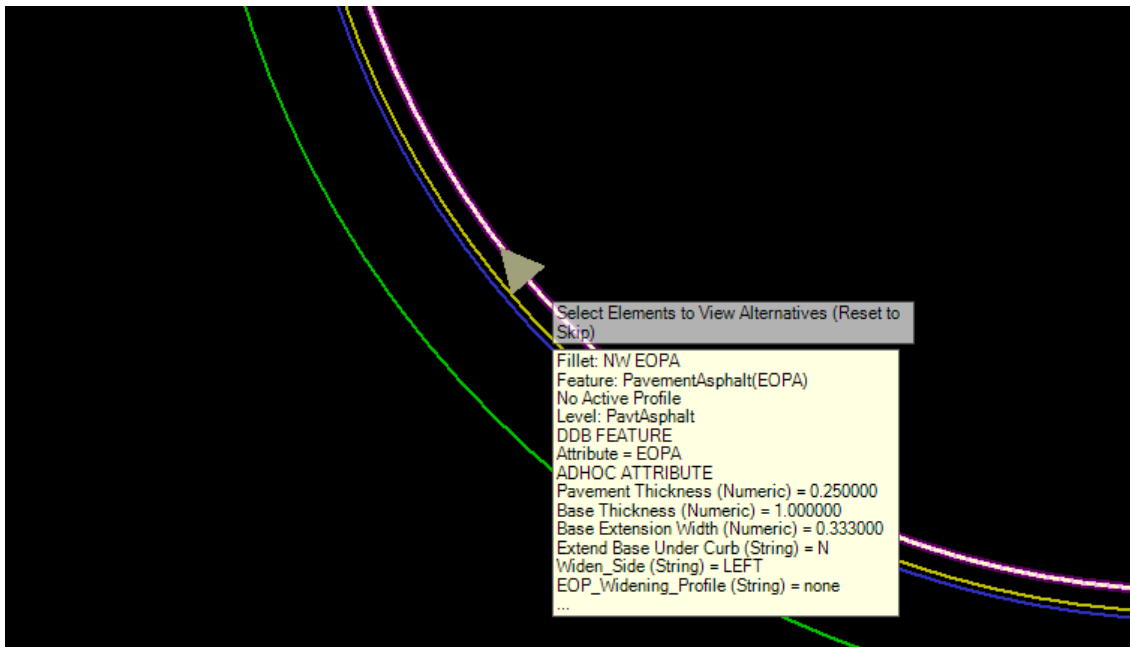 Select Elements to View Alternatives (Reset to
Skip)
Fillet: NW EOPA
Feature: PavementAsphalt(EOPA)
No Active Profile
Level: PavtAsphalt
DDB FEATURE
Attribute = EOPA
ADHOC ATTRIBUTE
Pavement Thickness (Numeric) = 0.250000
Base Thickness (Numeric) = 1.000000
Base Extension Width (Numeric) = 0.333000
Extend Base Under Curb (String) = N
Widen_Side (String) = LEFT
EOP_Widening_Profile (String) = none
...